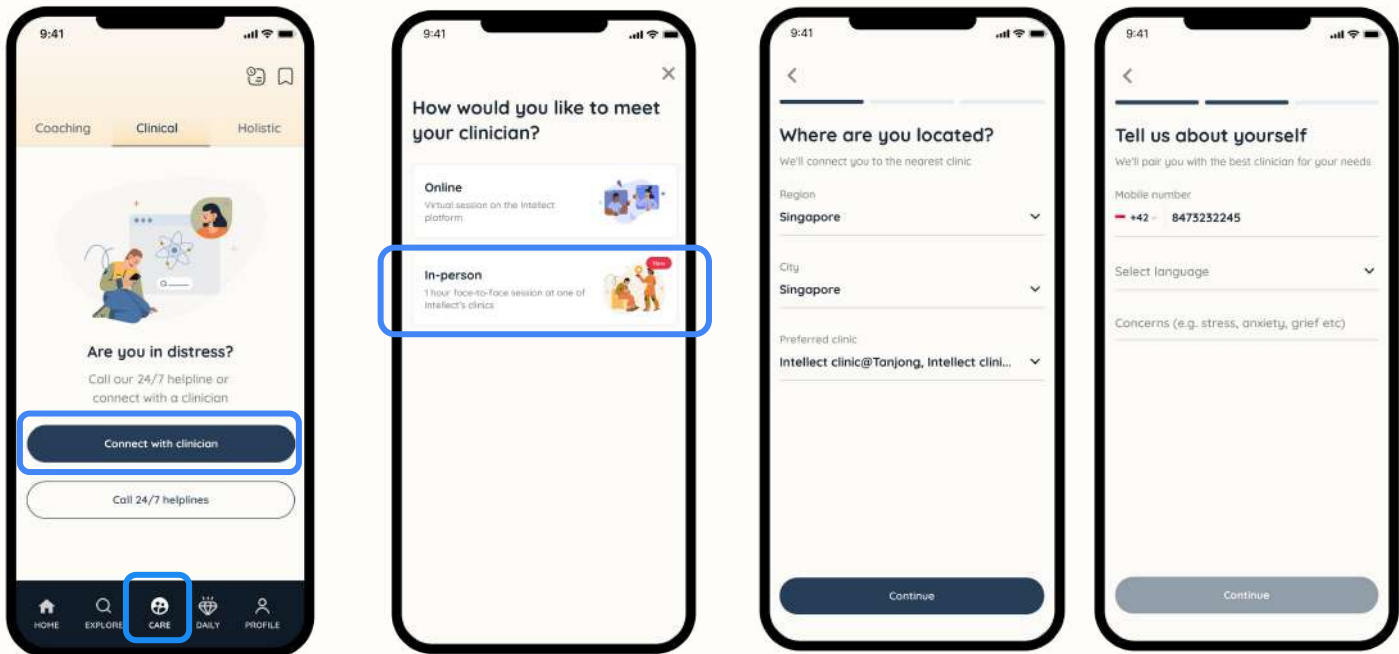 9:41
Coaching Clinical Holistic
Are you in distress?
Call our 24/7 helpline or
connect with a clinician
Connect with clinician
Call 24/7 helplines
HOME EXPLORE CARE DAILY PROFILE
9:41
How would you like to meet
your clinician?
Online
Virtual session on the Intellect
platform
In-person
New
1 hour face-to-face session at one of
Intellect's clinics
9:41
Where are you located?
We'll connect you to the nearest clinic
Region
Singapore
City
Singapore
Preferred clinic
Intellect clinic@Tanjong, Intellect clini...
Continue
9:41
Tell us about yourself
We'll pair you with the best clinician for your needs
Mobile number
+42 8473232245
Select language
Concerns (e.g. stress, anxiety, grief etc)
Continue